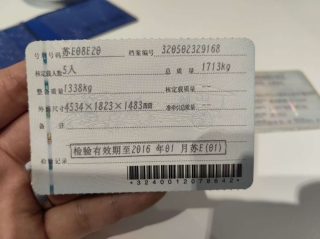 号牌号码 苏E08E20 档案编号 320502329168
核定载人数 5人 总质量 1713kg
整备质量 1338kg 核定载质量 --
外廓尺寸 4534×1823×1483mm 准牵引总质量 --
备注
检验有效期至2016年01月苏E(01)
检验记录
*3240012078642*